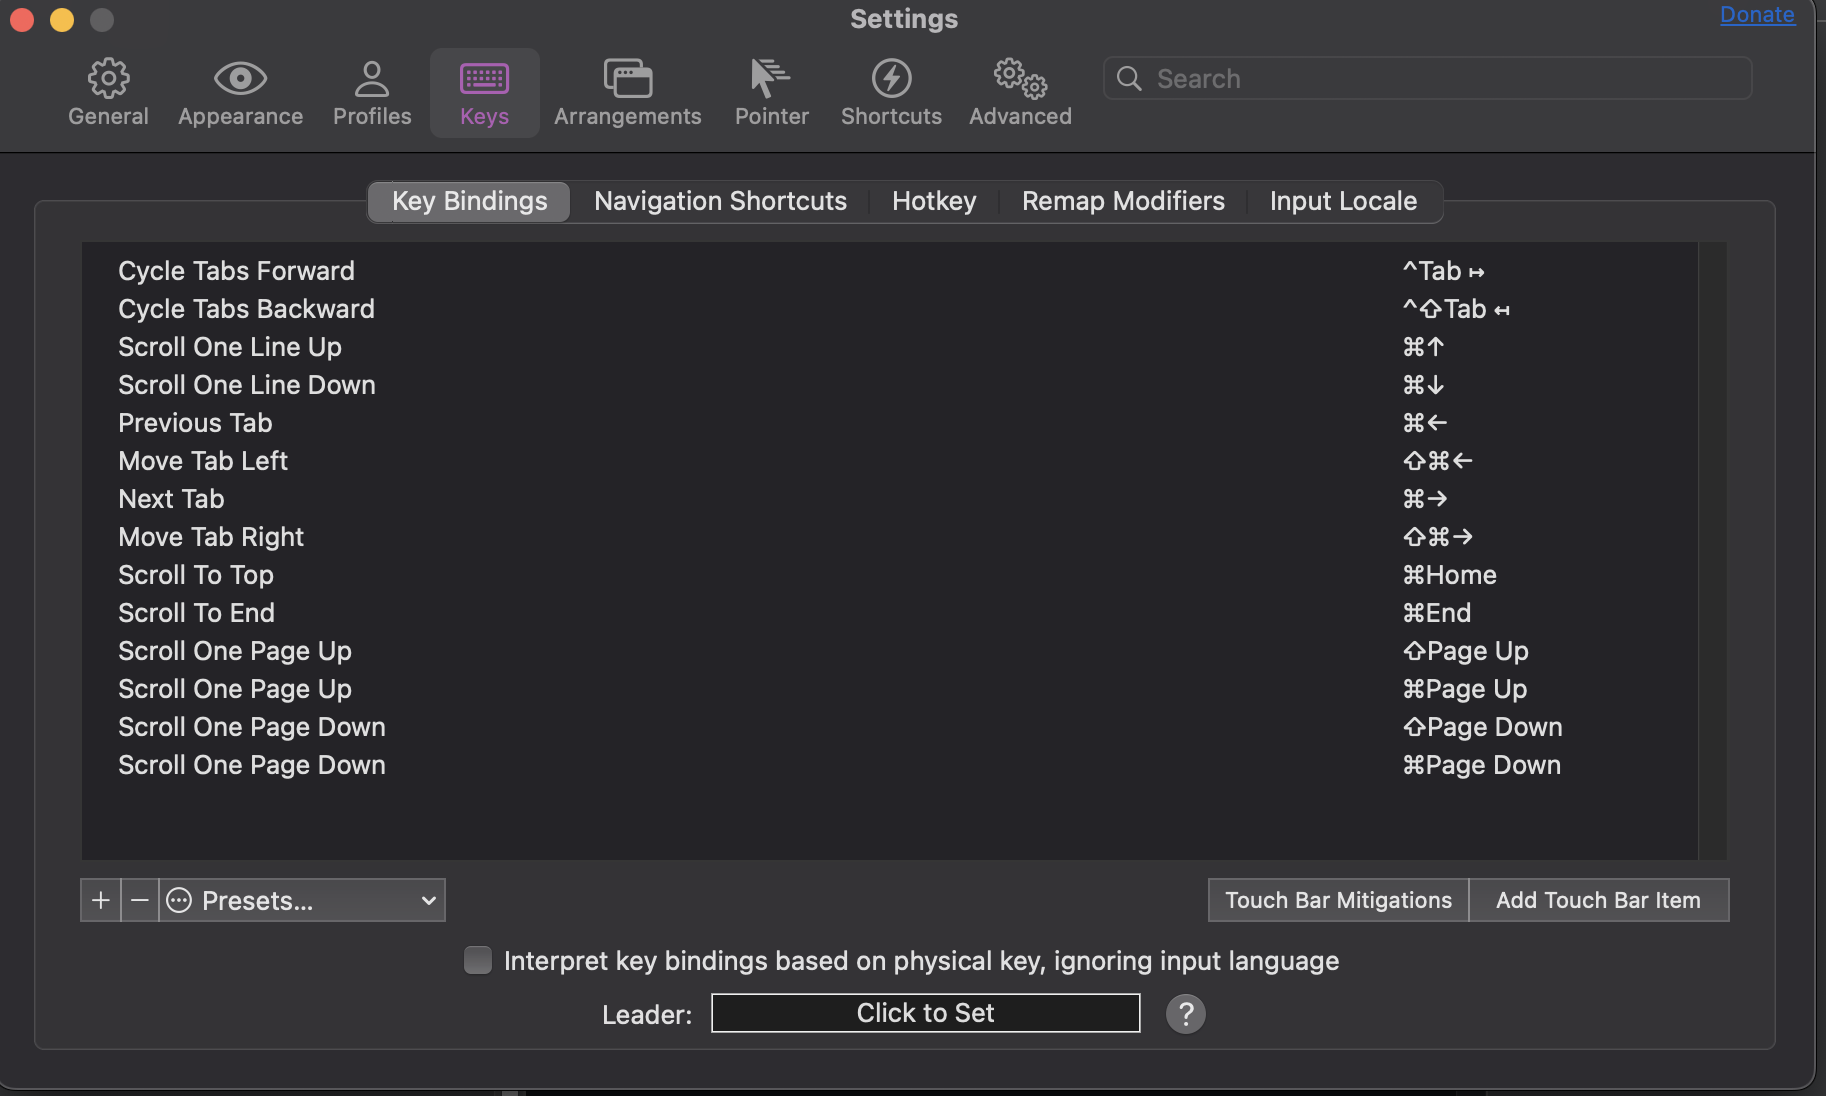 Settings
Donate
General Appearance Profiles Keys Arrangements Pointer Shortcuts Advanced Search
Key Bindings Navigation Shortcuts Hotkey Remap Modifiers Input Locale
Cycle Tabs Forward ^Tab ↦
Cycle Tabs Backward ^⇧Tab ↤
Scroll One Line Up ⌘↑
Scroll One Line Down ⌘↓
Previous Tab ⌘←
Move Tab Left ⇧⌘←
Next Tab ⌘→
Move Tab Right ⇧⌘→
Scroll To Top ⌘Home
Scroll To End ⌘End
Scroll One Page Up ⇧Page Up
Scroll One Page Up ⌘Page Up
Scroll One Page Down ⇧Page Down
Scroll One Page Down ⌘Page Down
+ − Presets... Touch Bar Mitigations Add Touch Bar Item
Interpret key bindings based on physical key, ignoring input language
Leader: Click to Set ?